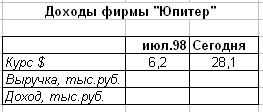 Доходы фирмы "Юпитер"
июл.98 Сегодня
Курс $ 6,2 28,1
Выручка, тыс.руб.
Доход, тыс.руб.